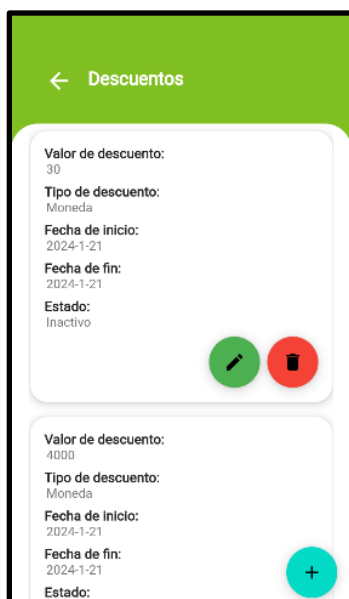 Descuentos
Valor de descuento:
30
Tipo de descuento:
Moneda
Fecha de inicio:
2024-1-21
Fecha de fin:
2024-1-21
Estado:
Inactivo
Valor de descuento:
4000
Tipo de descuento:
Moneda
Fecha de inicio:
2024-1-21
Fecha de fin:
2024-1-21
Estado: